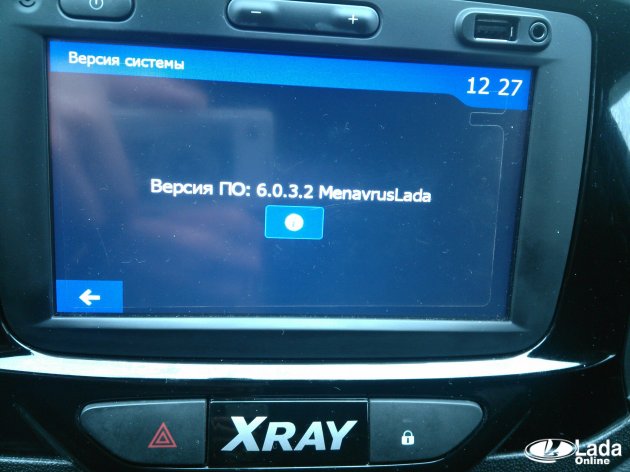 − +
Версия системы
12 27
Версия ПО: 6.0.3.2 MenavrusLada
XRAY
Lada
Online